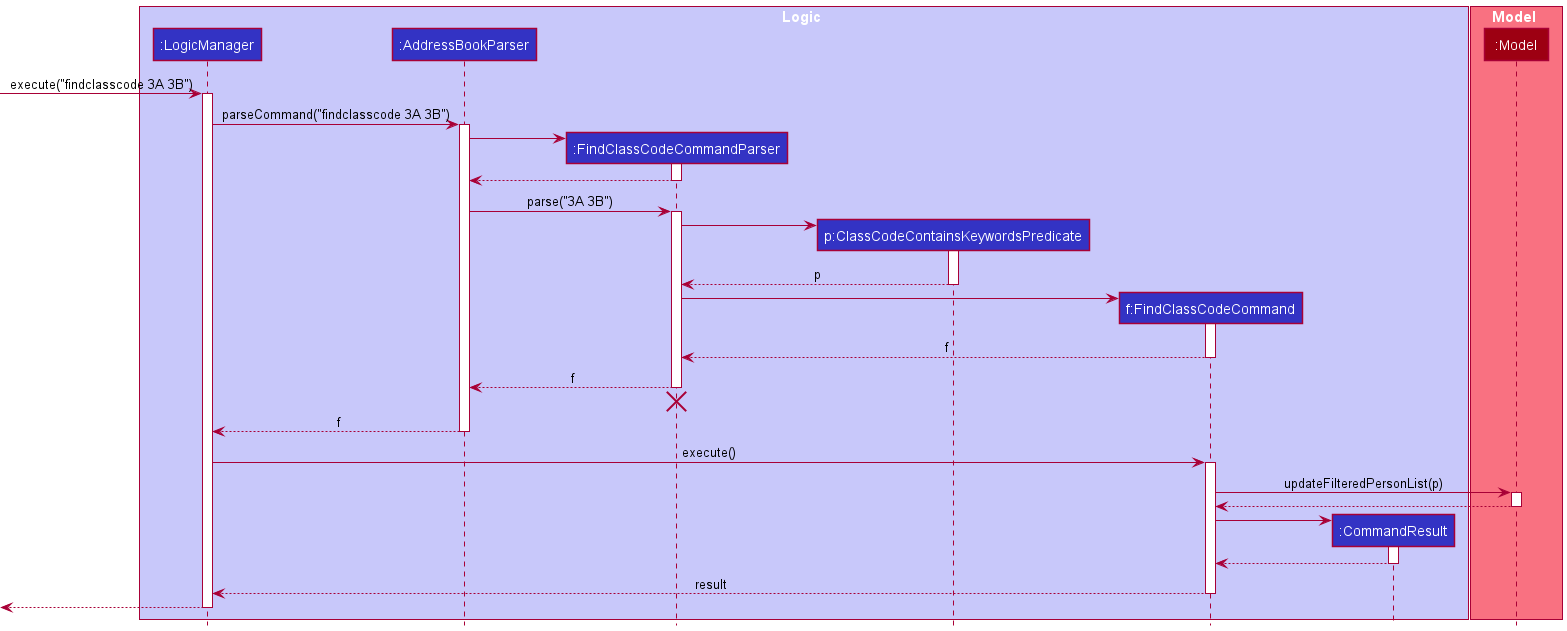 Logic
Model
:LogicManager
:AddressBookParser
:Model
execute("findclasscode 3A 3B")
parseCommand("findclasscode 3A 3B")
:FindClassCodeCommandParser
parse("3A 3B")
p:ClassCodeContainsKeywordsPredicate
p
f:FindClassCodeCommand
f
f
f
execute()
updateFilteredPersonList(p)
:CommandResult
result